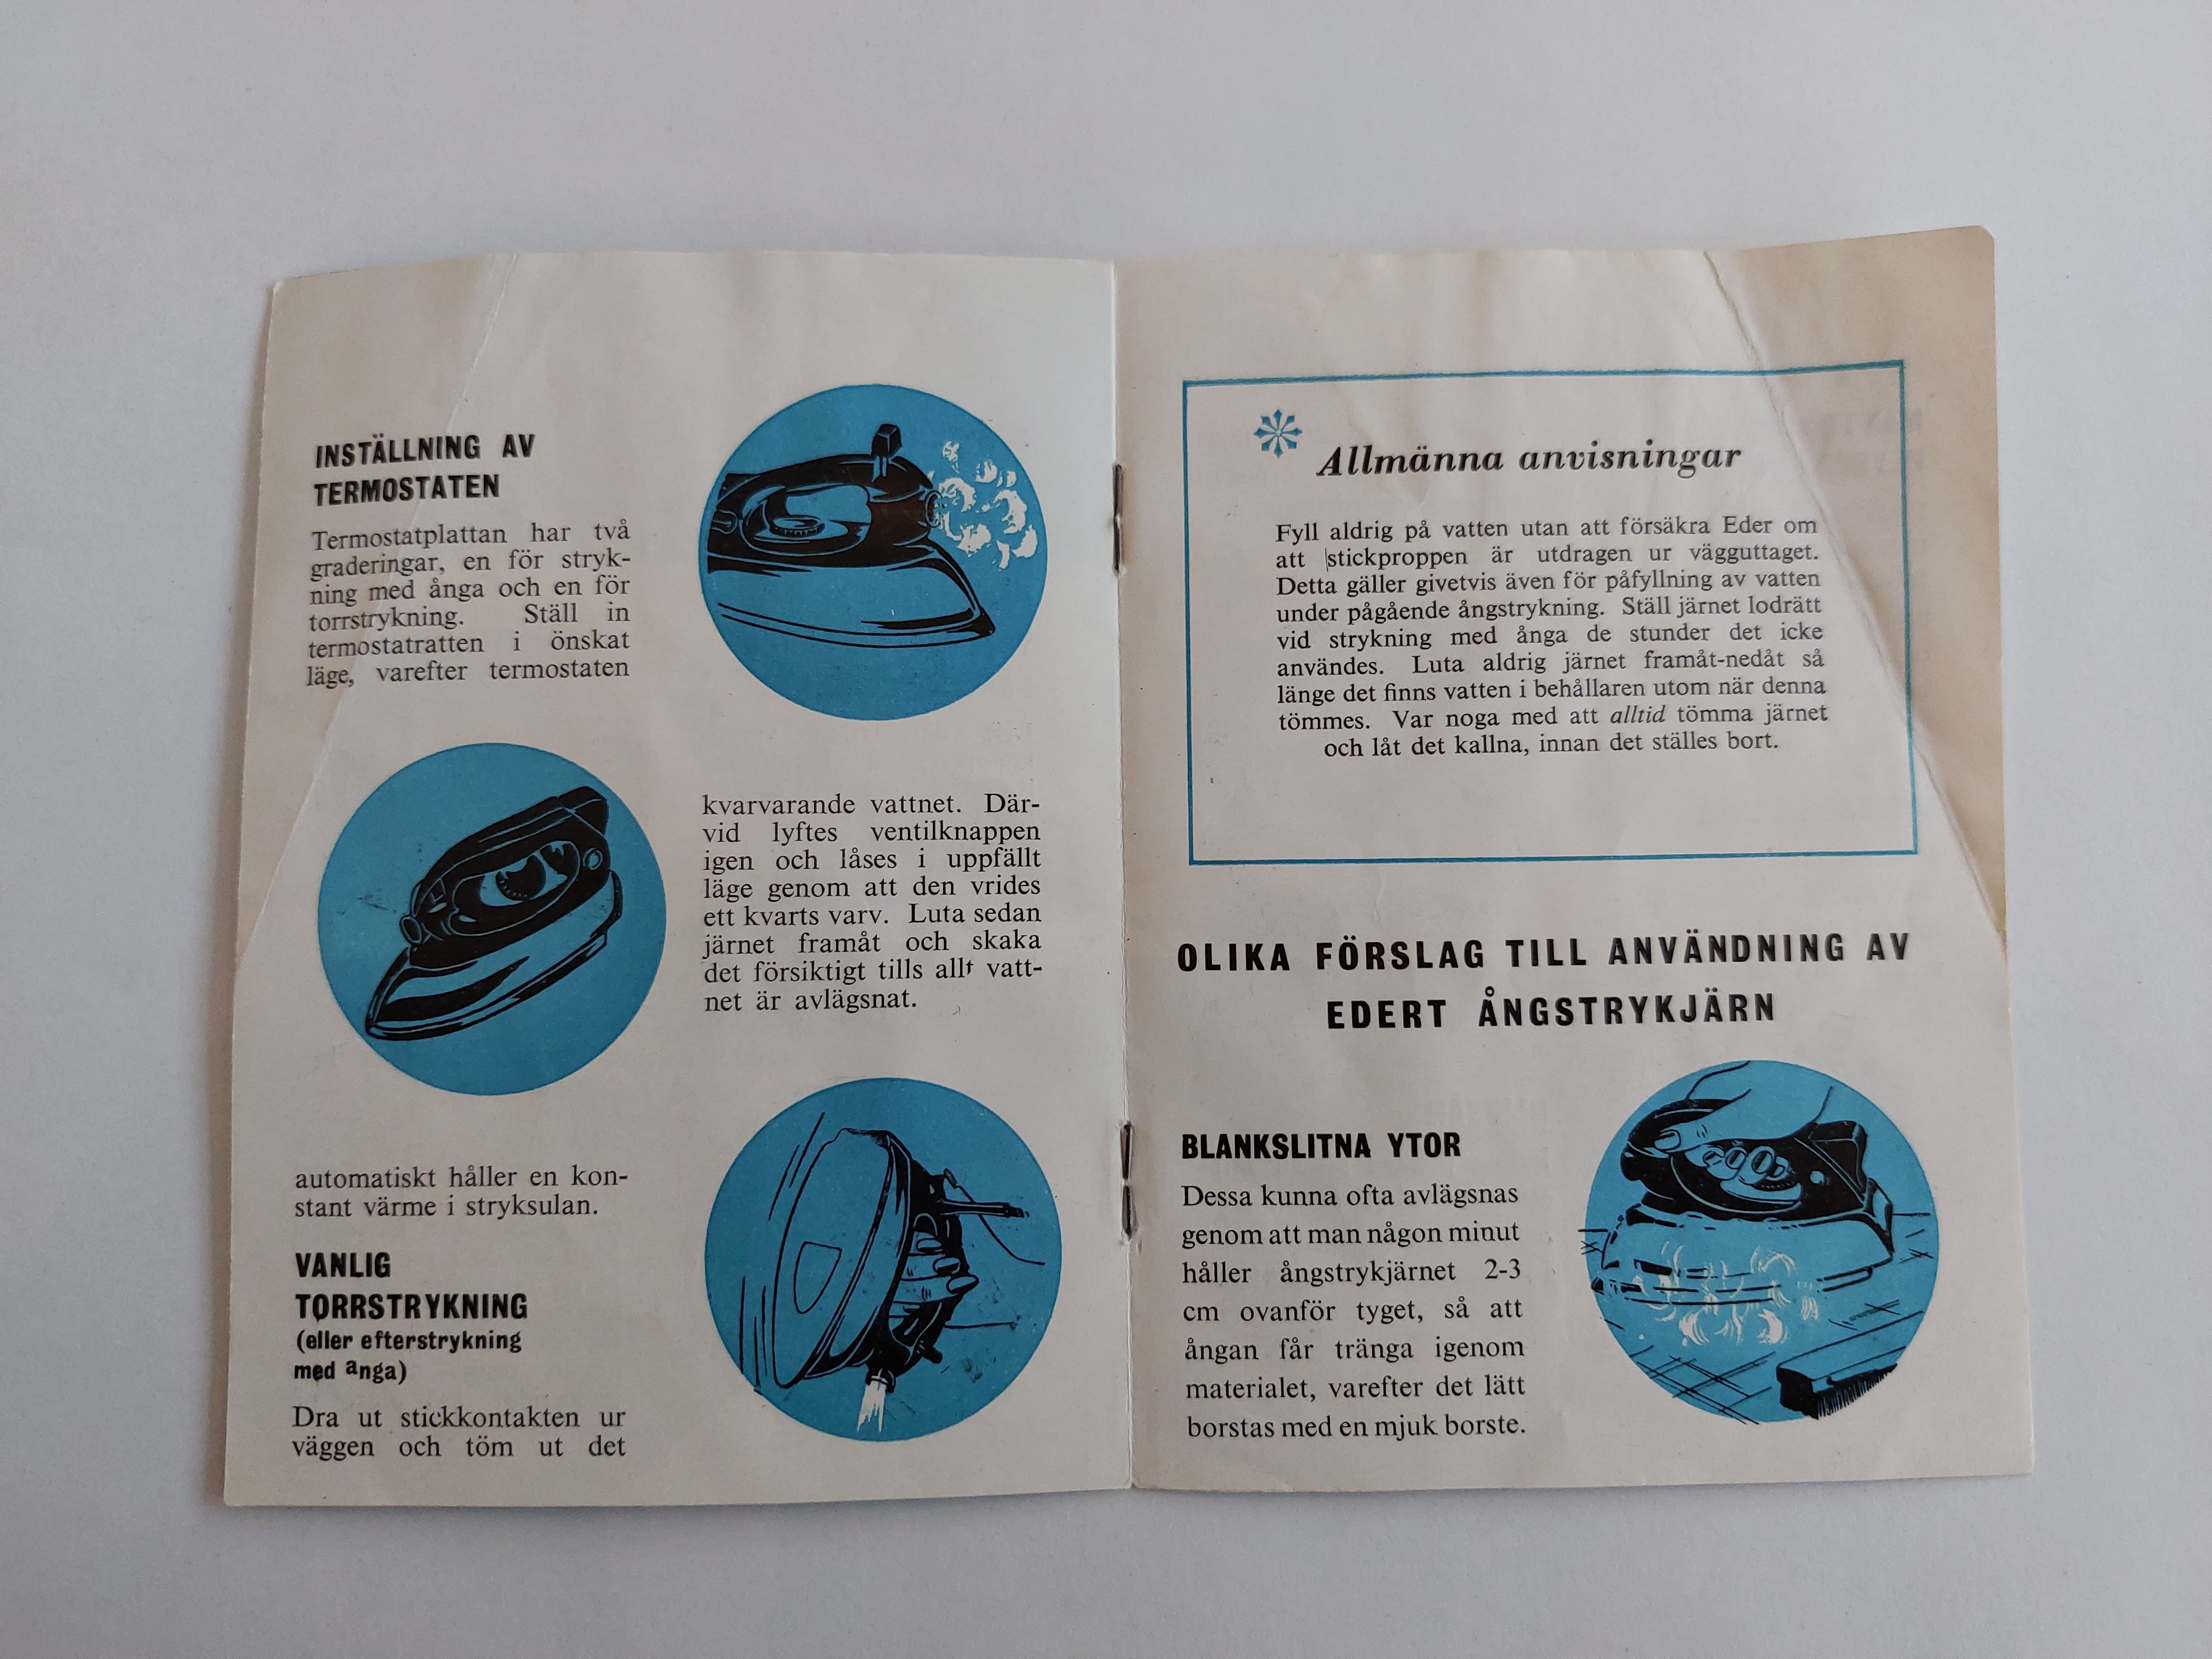 INSTÄLLNING AV
TERMOSTATEN
Termostatplattan har två
graderingar, en för stryk-
ning med ånga och en för
torrstrykning. Ställ in
termostatratten i önskat
läge, varefter termostaten
automatiskt håller en kon-
stant värme i stryksulan.
VANLIG
TORRSTRYKNING
(eller efterstrykning
med anga)
Dra ut stickkontakten ur
väggen och töm ut det
kvarvarande vattnet. Där-
vid lyftes ventilknappen
igen och låses i uppfällt
läge genom att den vrides
ett kvarts varv. Luta sedan
järnet framåt och skaka
det försiktigt tills allt vatt-
net är avlägsnat.
Allmänna anvisningar
Fyll aldrig på vatten utan att försäkra Eder om
att stickproppen är utdragen ur vägguttaget.
Detta gäller givetvis även för påfyllning av vatten
under pågående ångstrykning. Ställ järnet lodrätt
vid strykning med ånga de stunder det icke
användes. Luta aldrig järnet framåt-nedåt så
länge det finns vatten i behållaren utom när denna
tömmes. Var noga med att alltid tömma järnet
och låt det kallna, innan det ställes bort.
OLIKA FÖRSLAG TILL ANVÄNDNING AV
EDERT ÅNGSTRYKJÄRN
BLANKSLITNA YTOR
Dessa kunna ofta avlägsnas
genom att man någon minut
håller ångstrykjärnet 2-3
cm ovanför tyget, så att
ångan får tränga igenom
materialet, varefter det lätt
borstas med en mjuk borste.